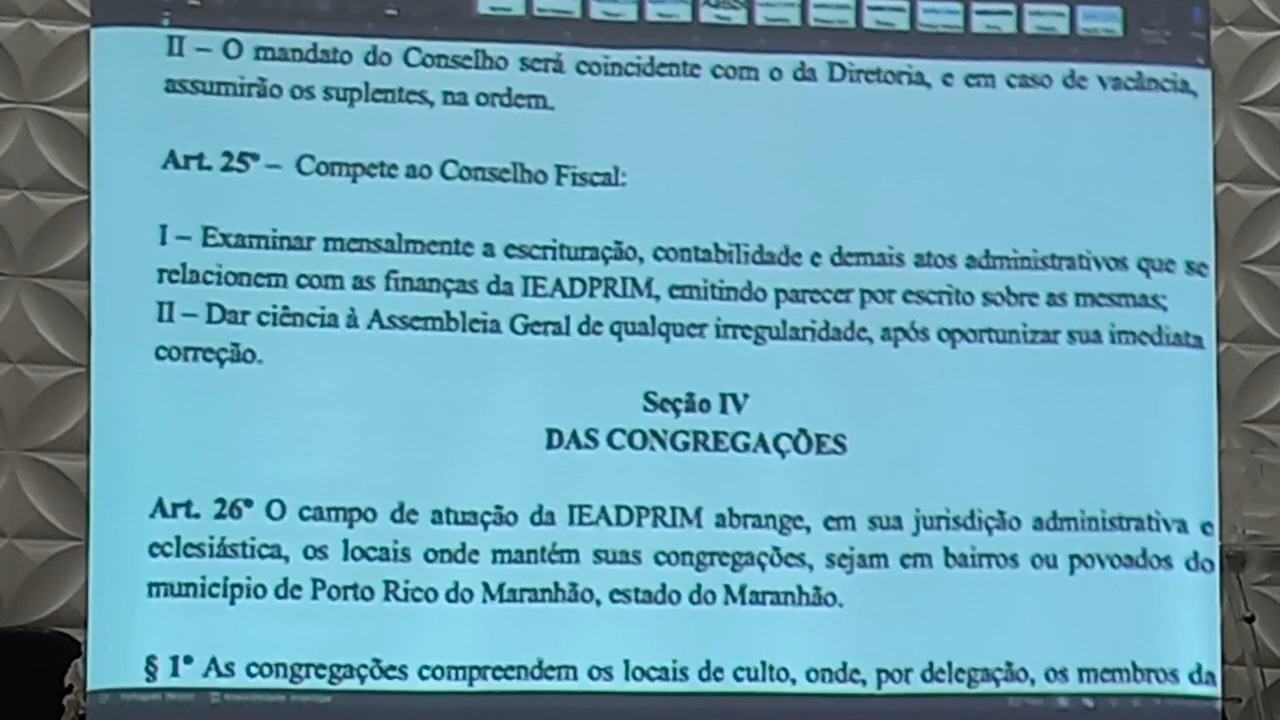 II – O mandato do Conselho será coincidente com o da Diretoria, e em caso de vacância,
assumirão os suplentes, na ordem.
Art. 25º – Compete ao Conselho Fiscal:
I – Examinar mensalmente a escrituração, contabilidade e demais atos administrativos que se
relacionem com as finanças da IEADPRIM, emitindo parecer por escrito sobre as mesmas;
II – Dar ciência à Assembleia Geral de qualquer irregularidade, após oportunizar sua imediata
correção.
Seção IV
DAS CONGREGAÇÕES
Art. 26º O campo de atuação da IEADPRIM abrange, em sua jurisdição administrativa e
eclesiástica, os locais onde mantém suas congregações, sejam em bairros ou povoados do
município de Porto Rico do Maranhão, estado do Maranhão.
§ 1º As congregações compreendem os locais de culto, onde, por delegação, os membros da